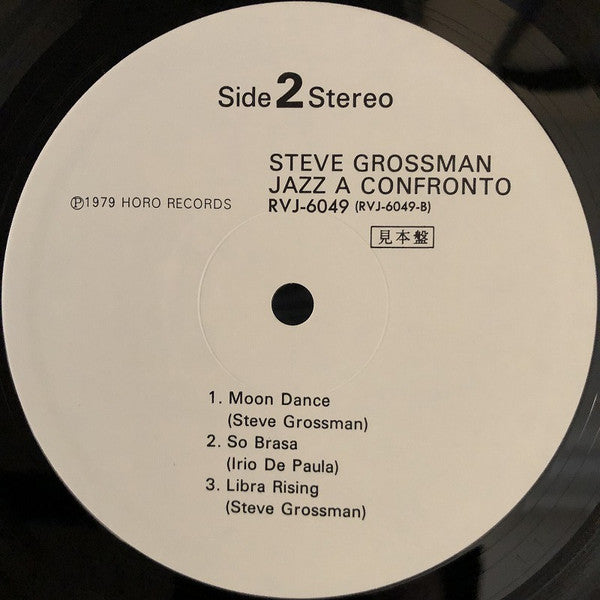 Side 2 Stereo
STEVE GROSSMAN
JAZZ A CONFRONTO
℗1979 HORO RECORDS
RVJ-6049 (RVJ-6049-B)
見本盤
1. Moon Dance
(Steve Grossman)
2. So Brasa
(Irio De Paula)
3. Libra Rising
(Steve Grossman)